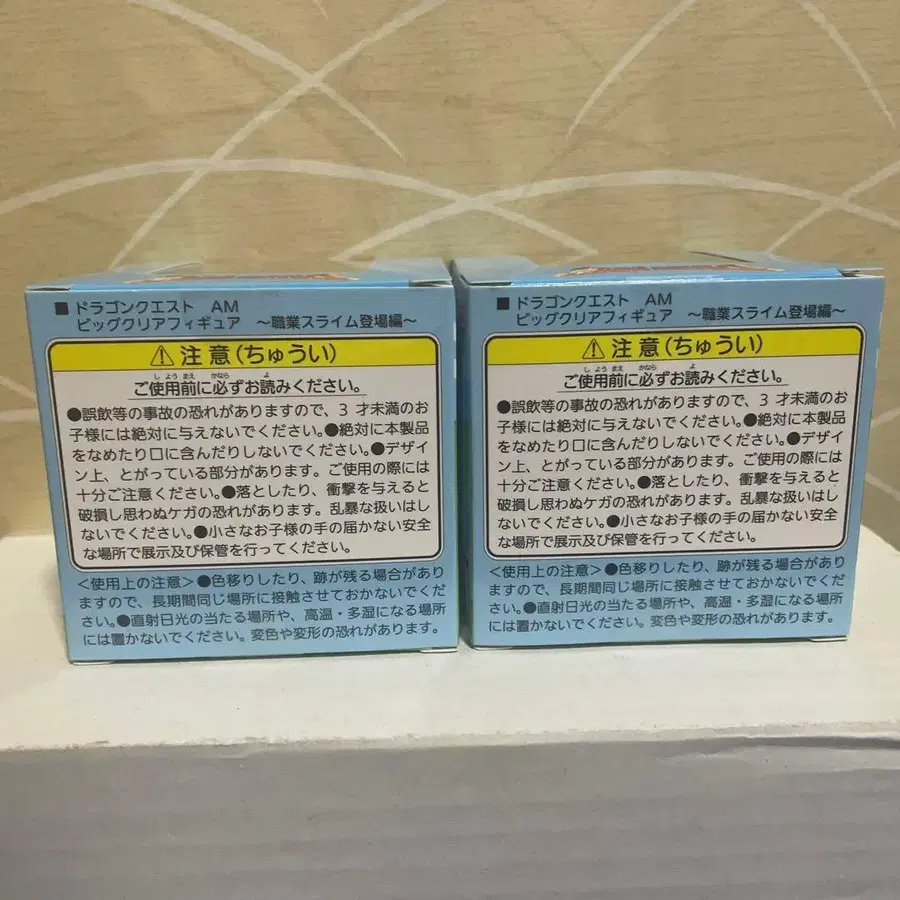 ■ ドラゴンクエスト AM
ビッグクリアフィギュア 〜職業スライム登場編〜
⚠注意(ちゅうい)
ご使用前に必ずお読みください。
●誤飲等の事故の恐れがありますので、3 才未満のお
子様には絶対に与えないでください。●絶対に本製品
をなめたり口に含んだりしないでください。●デザイ
ン上、とがっている部分があります。ご使用の際には
十分ご注意ください。●落としたり、衝撃を与えると
破損し思わぬケガの恐れがあります。乱暴な扱いはし
ないでください。●小さなお子様の手の届かない安全
な場所で展示及び保管を行ってください。
<使用上の注意>●色移りしたり、跡が残る場合があり
ますので、長期間同じ場所に接触させておかないでくだ
さい。●直射日光の当たる場所や、高温・多湿になる場所
には置かないでください。変色や変形の恐れがあります。
■ ドラゴンクエスト AM
ビッグクリアフィギュア 〜職業スライム登場編〜
⚠注意(ちゅうい)
ご使用前に必ずお読みください。
●誤飲等の事故の恐れがありますので、3 才未満のお
子様には絶対に与えないでください。●絶対に本製品
をなめたり口に含んだりしないでください。●デザイ
ン上、とがっている部分があります。ご使用の際には
十分ご注意ください。●落としたり、衝撃を与えると
破損し思わぬケガの恐れがあります。乱暴な扱いはし
ないでください。●小さなお子様の手の届かない安全
な場所で展示及び保管を行ってください。
<使用上の注意>●色移りしたり、跡が残る場合があり
ますので、長期間同じ場所に接触させておかないでくだ
さい。●直射日光の当たる場所や、高温・多湿になる場所
には置かないでください。変色や変形の恐れがあります。